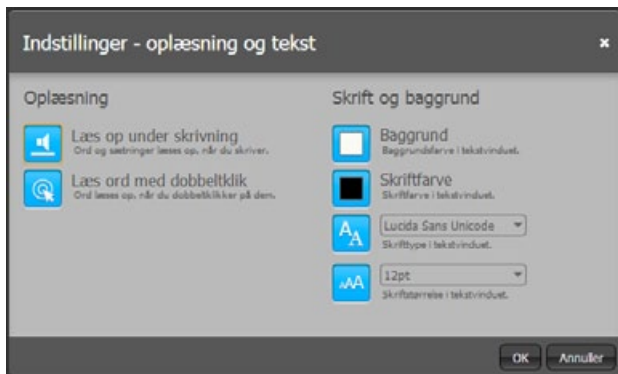 Indstillinger - oplæsning og tekst
Oplæsning
Læs op under skrivning
Ord og sætninger læses op, når du skriver.
Læs ord med dobbeltklik
Ord læses op, når du dobbeltklikker på dem.
Skrift og baggrund
Baggrund
Baggrundsfarve i tekstvinduet.
Skriftfarve
Skriftfarve i tekstvinduet.
Lucida Sans Unicode
Skrifttype i tekstvinduet.
12pt
Skriftstørrelse i tekstvinduet.
OK Annuller